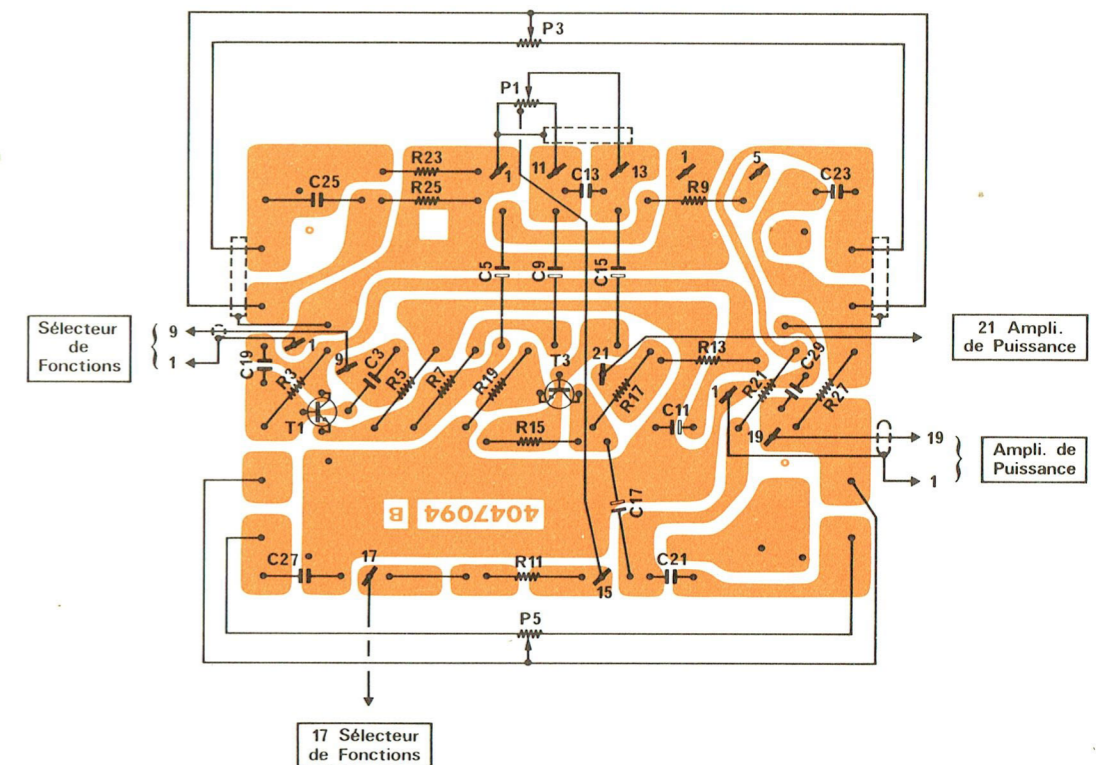 P3
P1
R23
1
11
C13
13
1
5
C25
R25
R9
C23
C5
C9
C15
Sélecteur
de
Fonctions
9
1
1
21 Ampli.
de Puissance
C19
R3
9
C3
R5
R7
R19
T3
21
R13
R17
1
R21
C29
R27
T1
R15
C11
19
19
1
Ampli. de
Puissance
C17
4047094
B
C27
17
R11
15
C21
P5
17 Sélecteur
de Fonctions